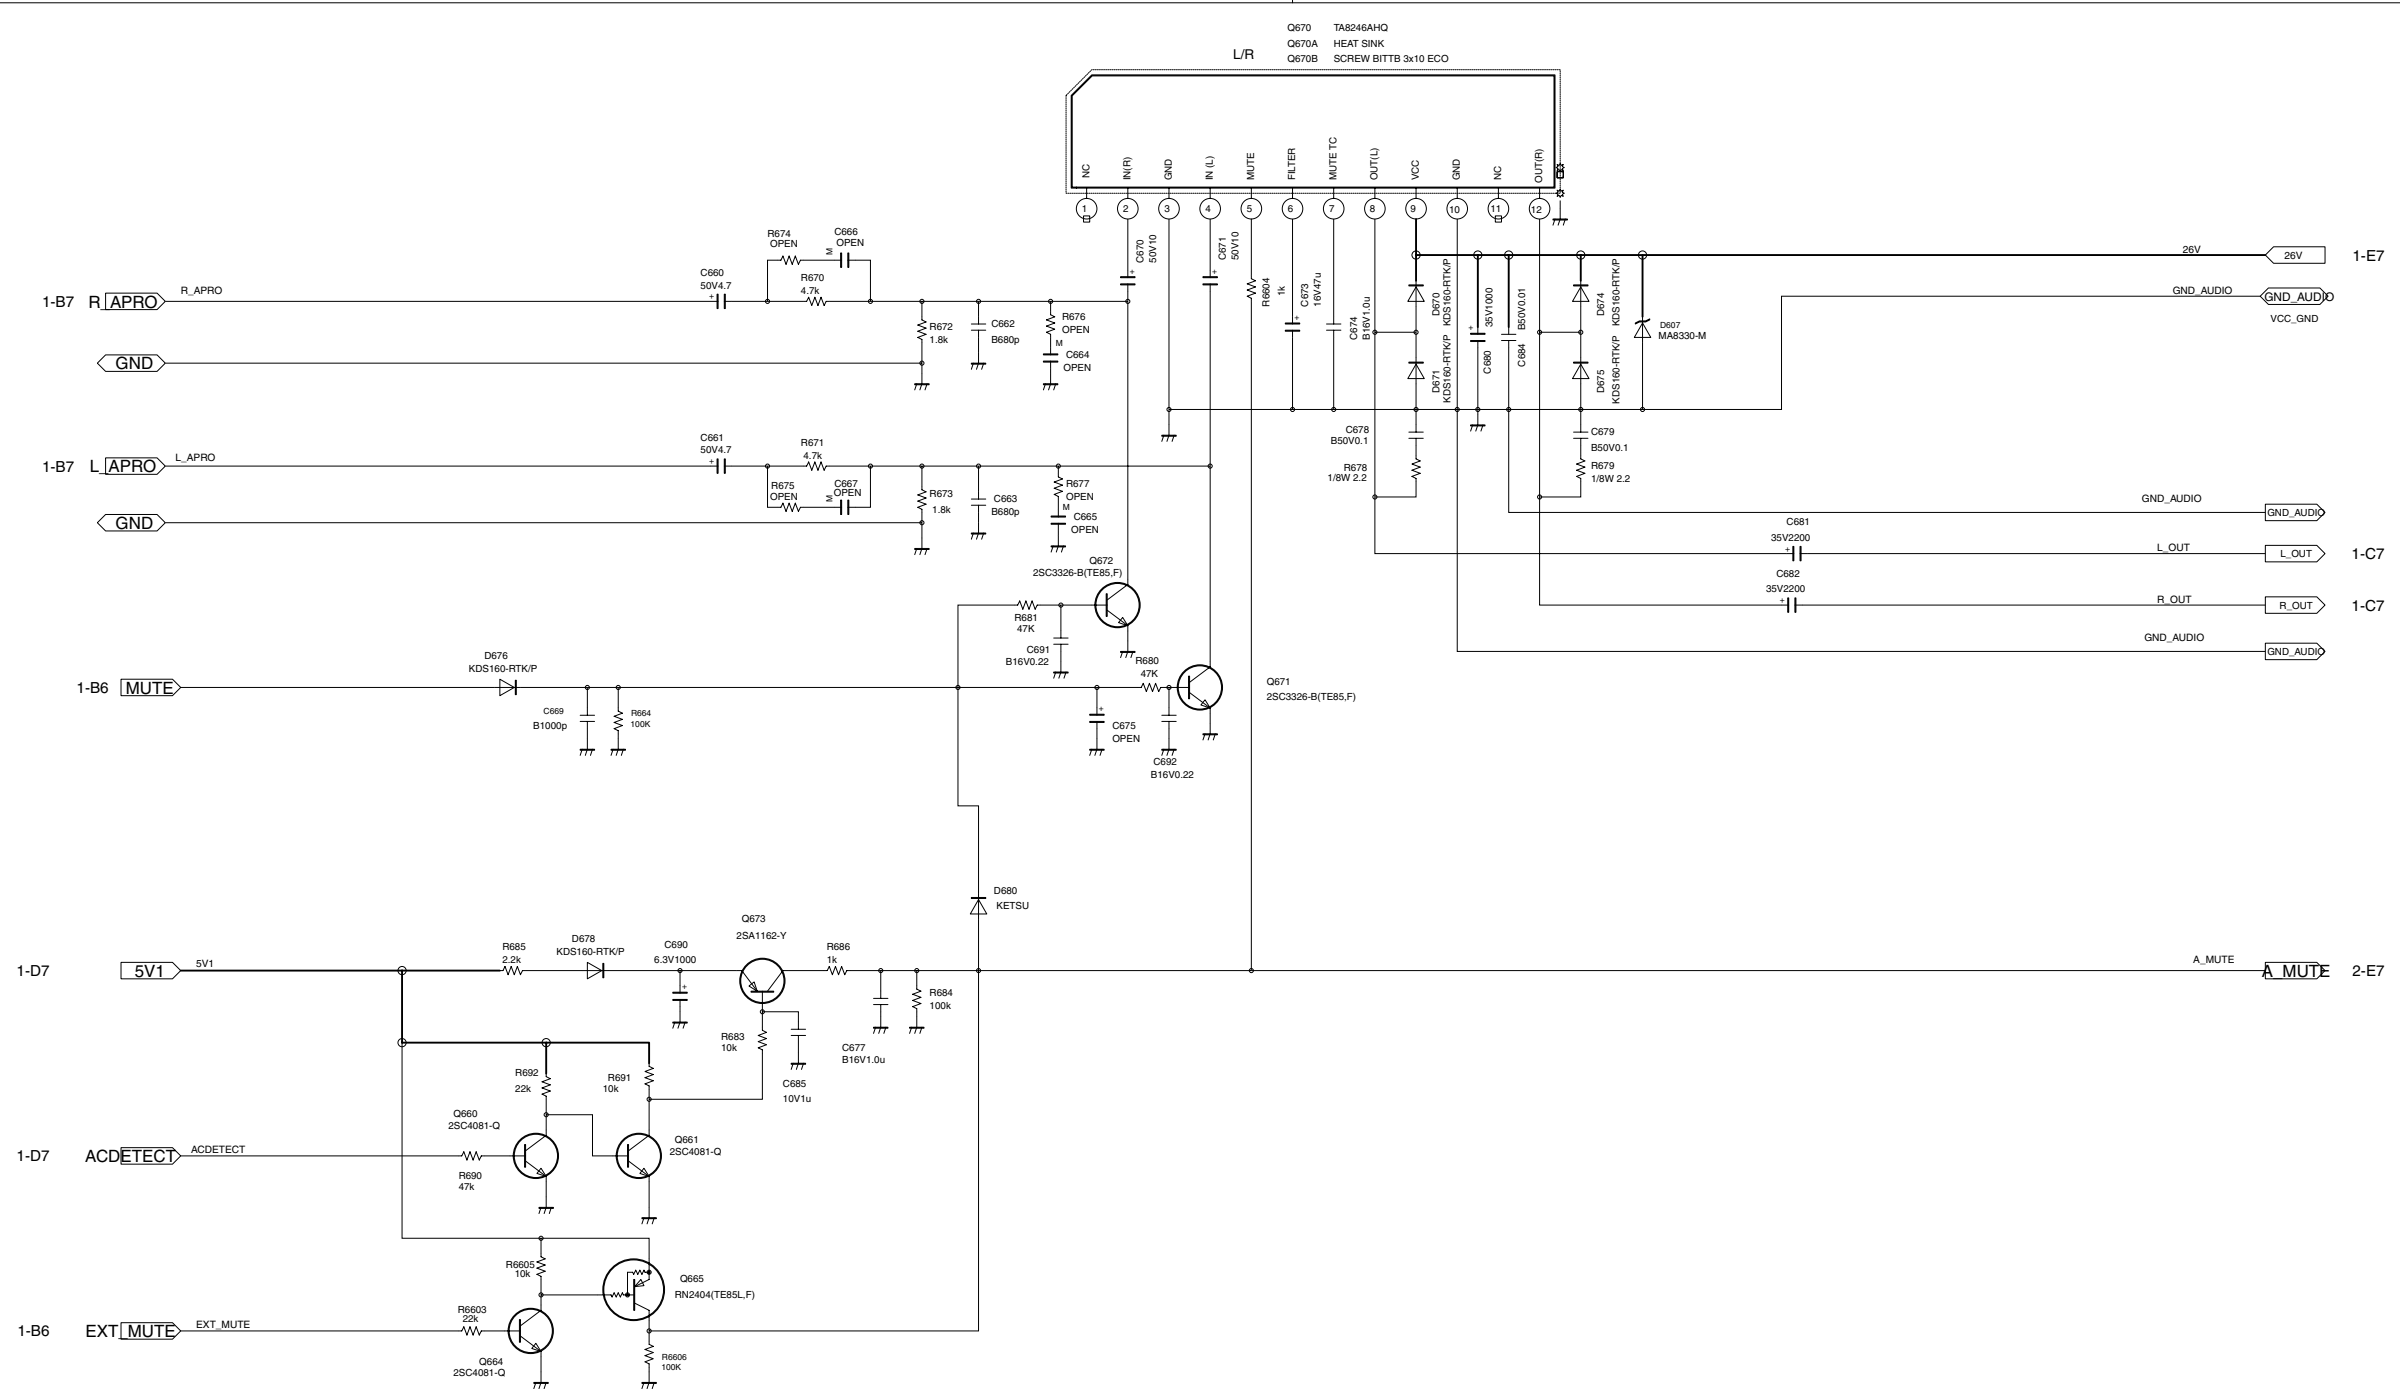 Q670 TA8246AHQ
Q670A HEAT SINK
Q670B SCREW BITTB 3x10 ECO
L/R
NC
IN(R)
GND
IN (L)
MUTE
FILTER
MUTE TC
OUT(L)
VCC
GND
NC
OUT(R)
1
2
3
4
5
6
7
8
9
10
11
12
R674
OPEN
C666
OPEN
M
C660
50V4.7
+
R670
4.7k
1-B7
R_APRO
R_APRO
C670
50V10
+
C671
50V10
+
R6604
1k
C673
16V47u
+
C674
B16V1.0u
D670
KDS160-RTK/P
D671
KDS160-RTK/P
35V1000
C680
+
B50V0.01
C684
D674
KDS160-RTK/P
D675
KDS160-RTK/P
D607
MA8330-M
26V
26V
1-E7
GND_AUDIO
GND_AUDIO
VCC_GND
R672
1.8k
C662
B680p
R676
OPEN
M
C664
OPEN
GND
C661
50V4.7
+
R671
4.7k
1-B7
L_APRO
L_APRO
R675
OPEN
C667
OPEN
M
R673
1.8k
C663
B680p
R677
OPEN
M
C665
OPEN
GND
C678
B50V0.1
R678
1/8W 2.2
C679
B50V0.1
R679
1/8W 2.2
GND_AUDIO
GND_AUDIO
C681
35V2200
+
L_OUT
L_OUT
1-C7
C682
35V2200
+
R_OUT
R_OUT
1-C7
GND_AUDIO
GND_AUDIO
Q672
2SC3326-B(TE85,F)
R681
47K
C691
B16V0.22
R680
47K
Q671
2SC3326-B(TE85,F)
D676
KDS160-RTK/P
1-B6
MUTE
C669
B1000p
R664
100K
+
C675
OPEN
C692
B16V0.22
D680
KETSU
Q673
2SA1162-Y
R685
2.2k
D678
KDS160-RTK/P
C690
6.3V1000
+
R686
1k
1-D7
5V1
5V1
A_MUTE
A_MUTE
2-E7
R684
100k
R683
10k
C677
B16V1.0u
C685
10V1u
R692
22k
R691
10k
Q660
2SC4081-Q
Q661
2SC4081-Q
1-D7
ACDETECT
ACDETECT
R690
47k
R6605
10k
Q665
RN2404(TE85L,F)
R6603
22k
1-B6
EXT_MUTE
EXT_MUTE
Q664
2SC4081-Q
R6606
100K